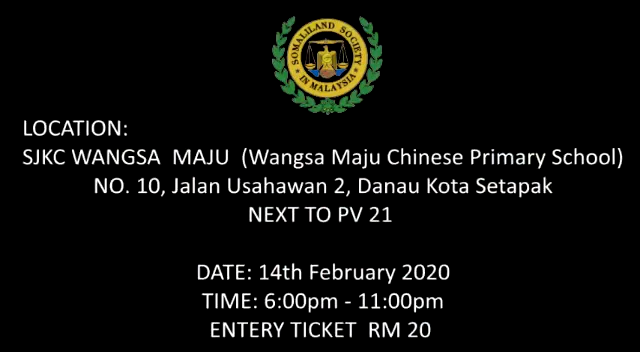 SOMALILAND SOCIETY
IN MALAYSIA
LOCATION:
SJKC WANGSA MAJU (Wangsa Maju Chinese Primary School)
NO. 10, Jalan Usahawan 2, Danau Kota Setapak
NEXT TO PV 21
DATE: 14th February 2020
TIME: 6:00pm - 11:00pm
ENTERY TICKET RM 20